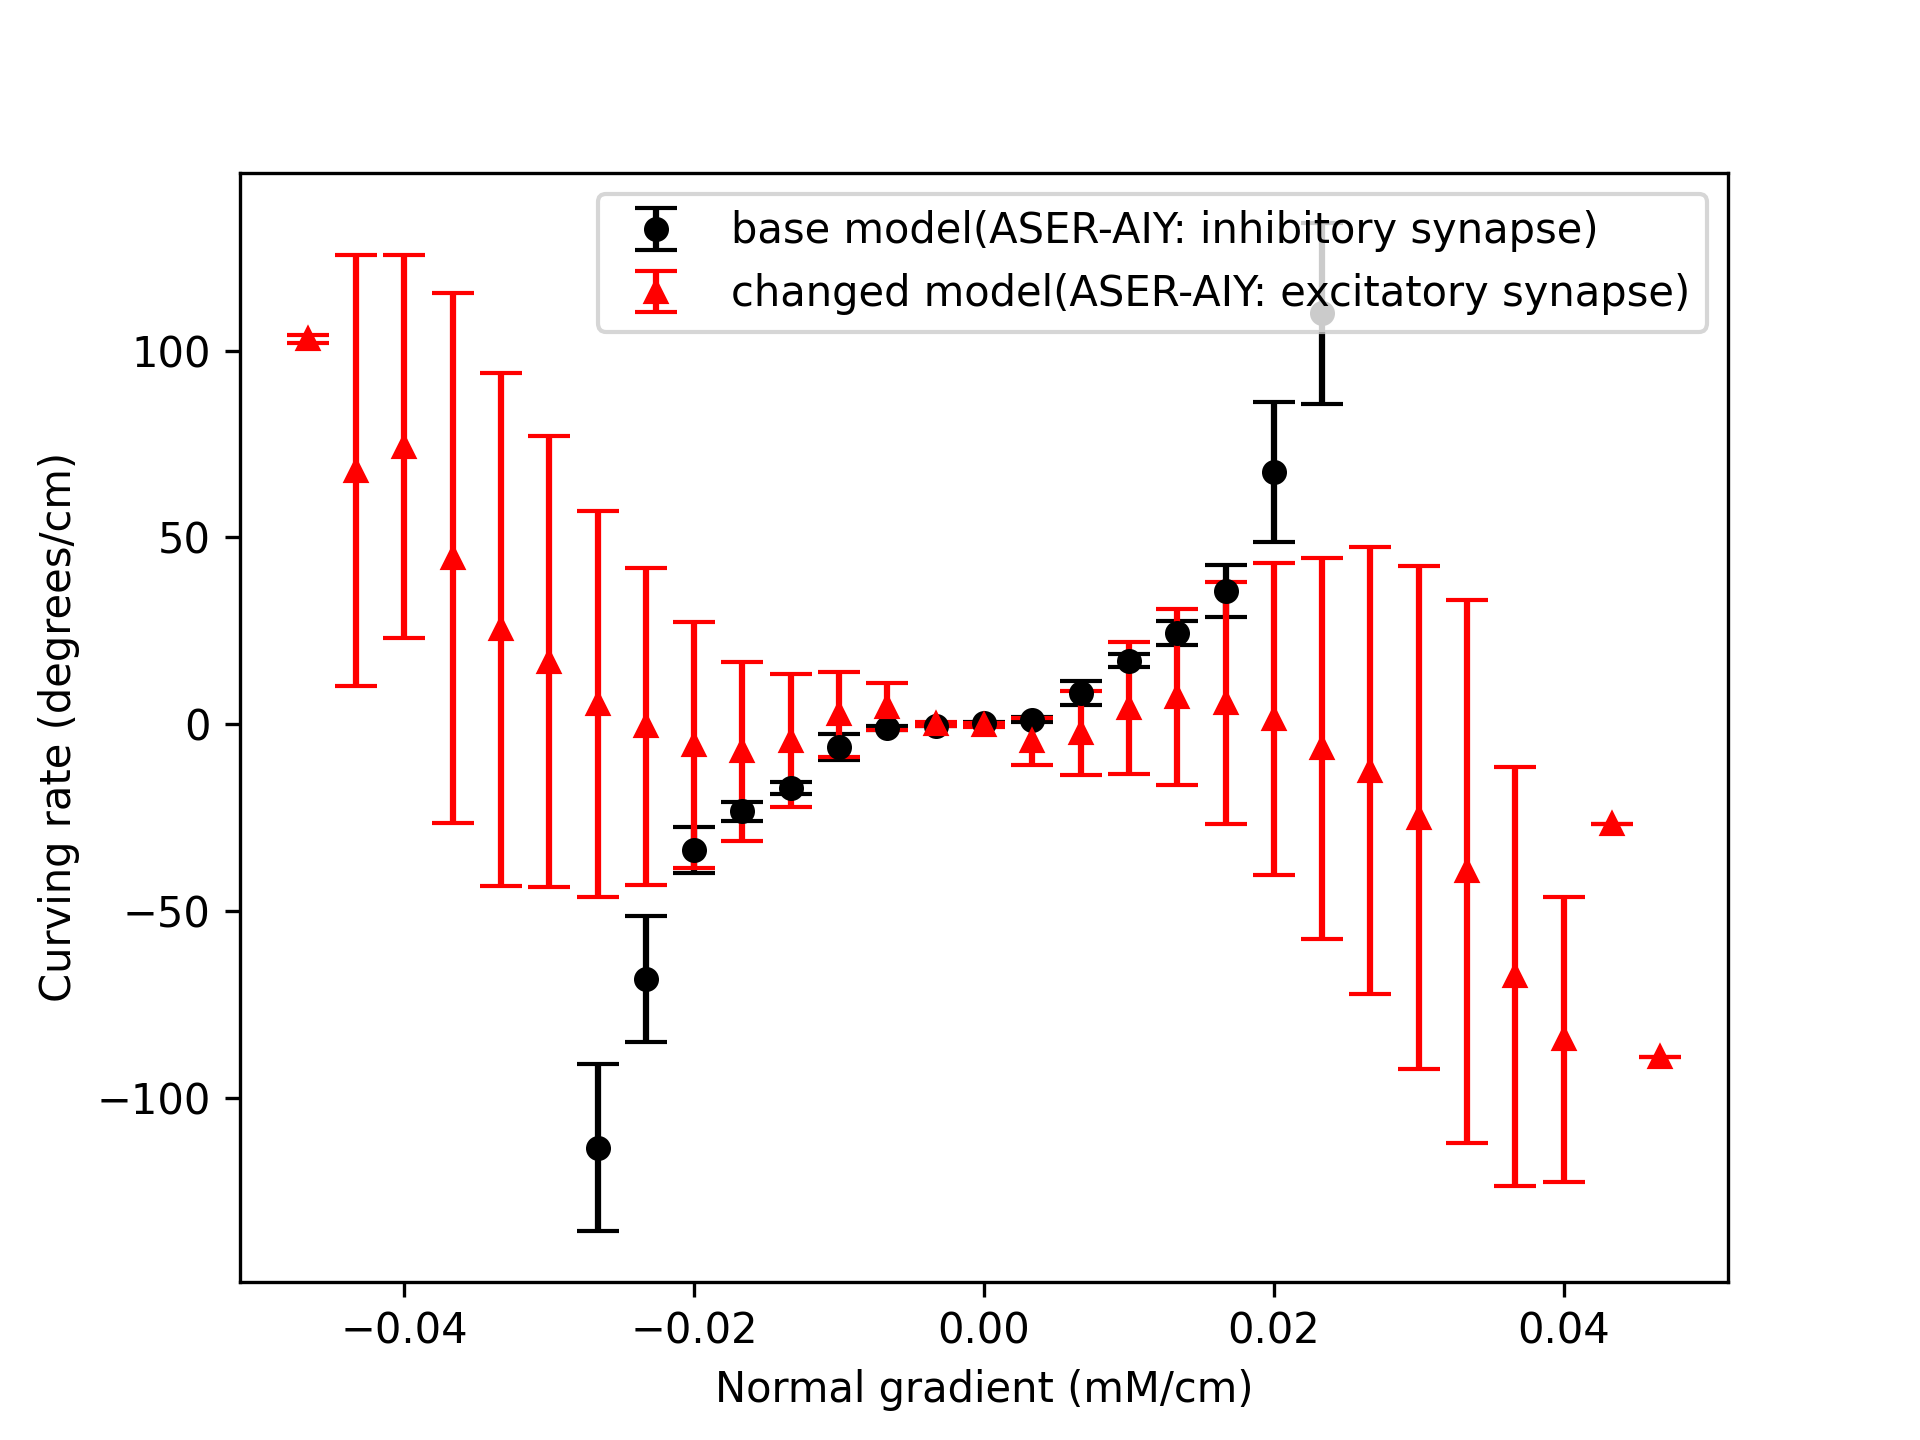 base model(ASER-AIY: inhibitory synapse)
changed model(ASER-AIY: excitatory synapse)
100
50
0
−50
−100
Curving rate (degrees/cm)
−0.04 −0.02 0.00 0.02 0.04
Normal gradient (mM/cm)